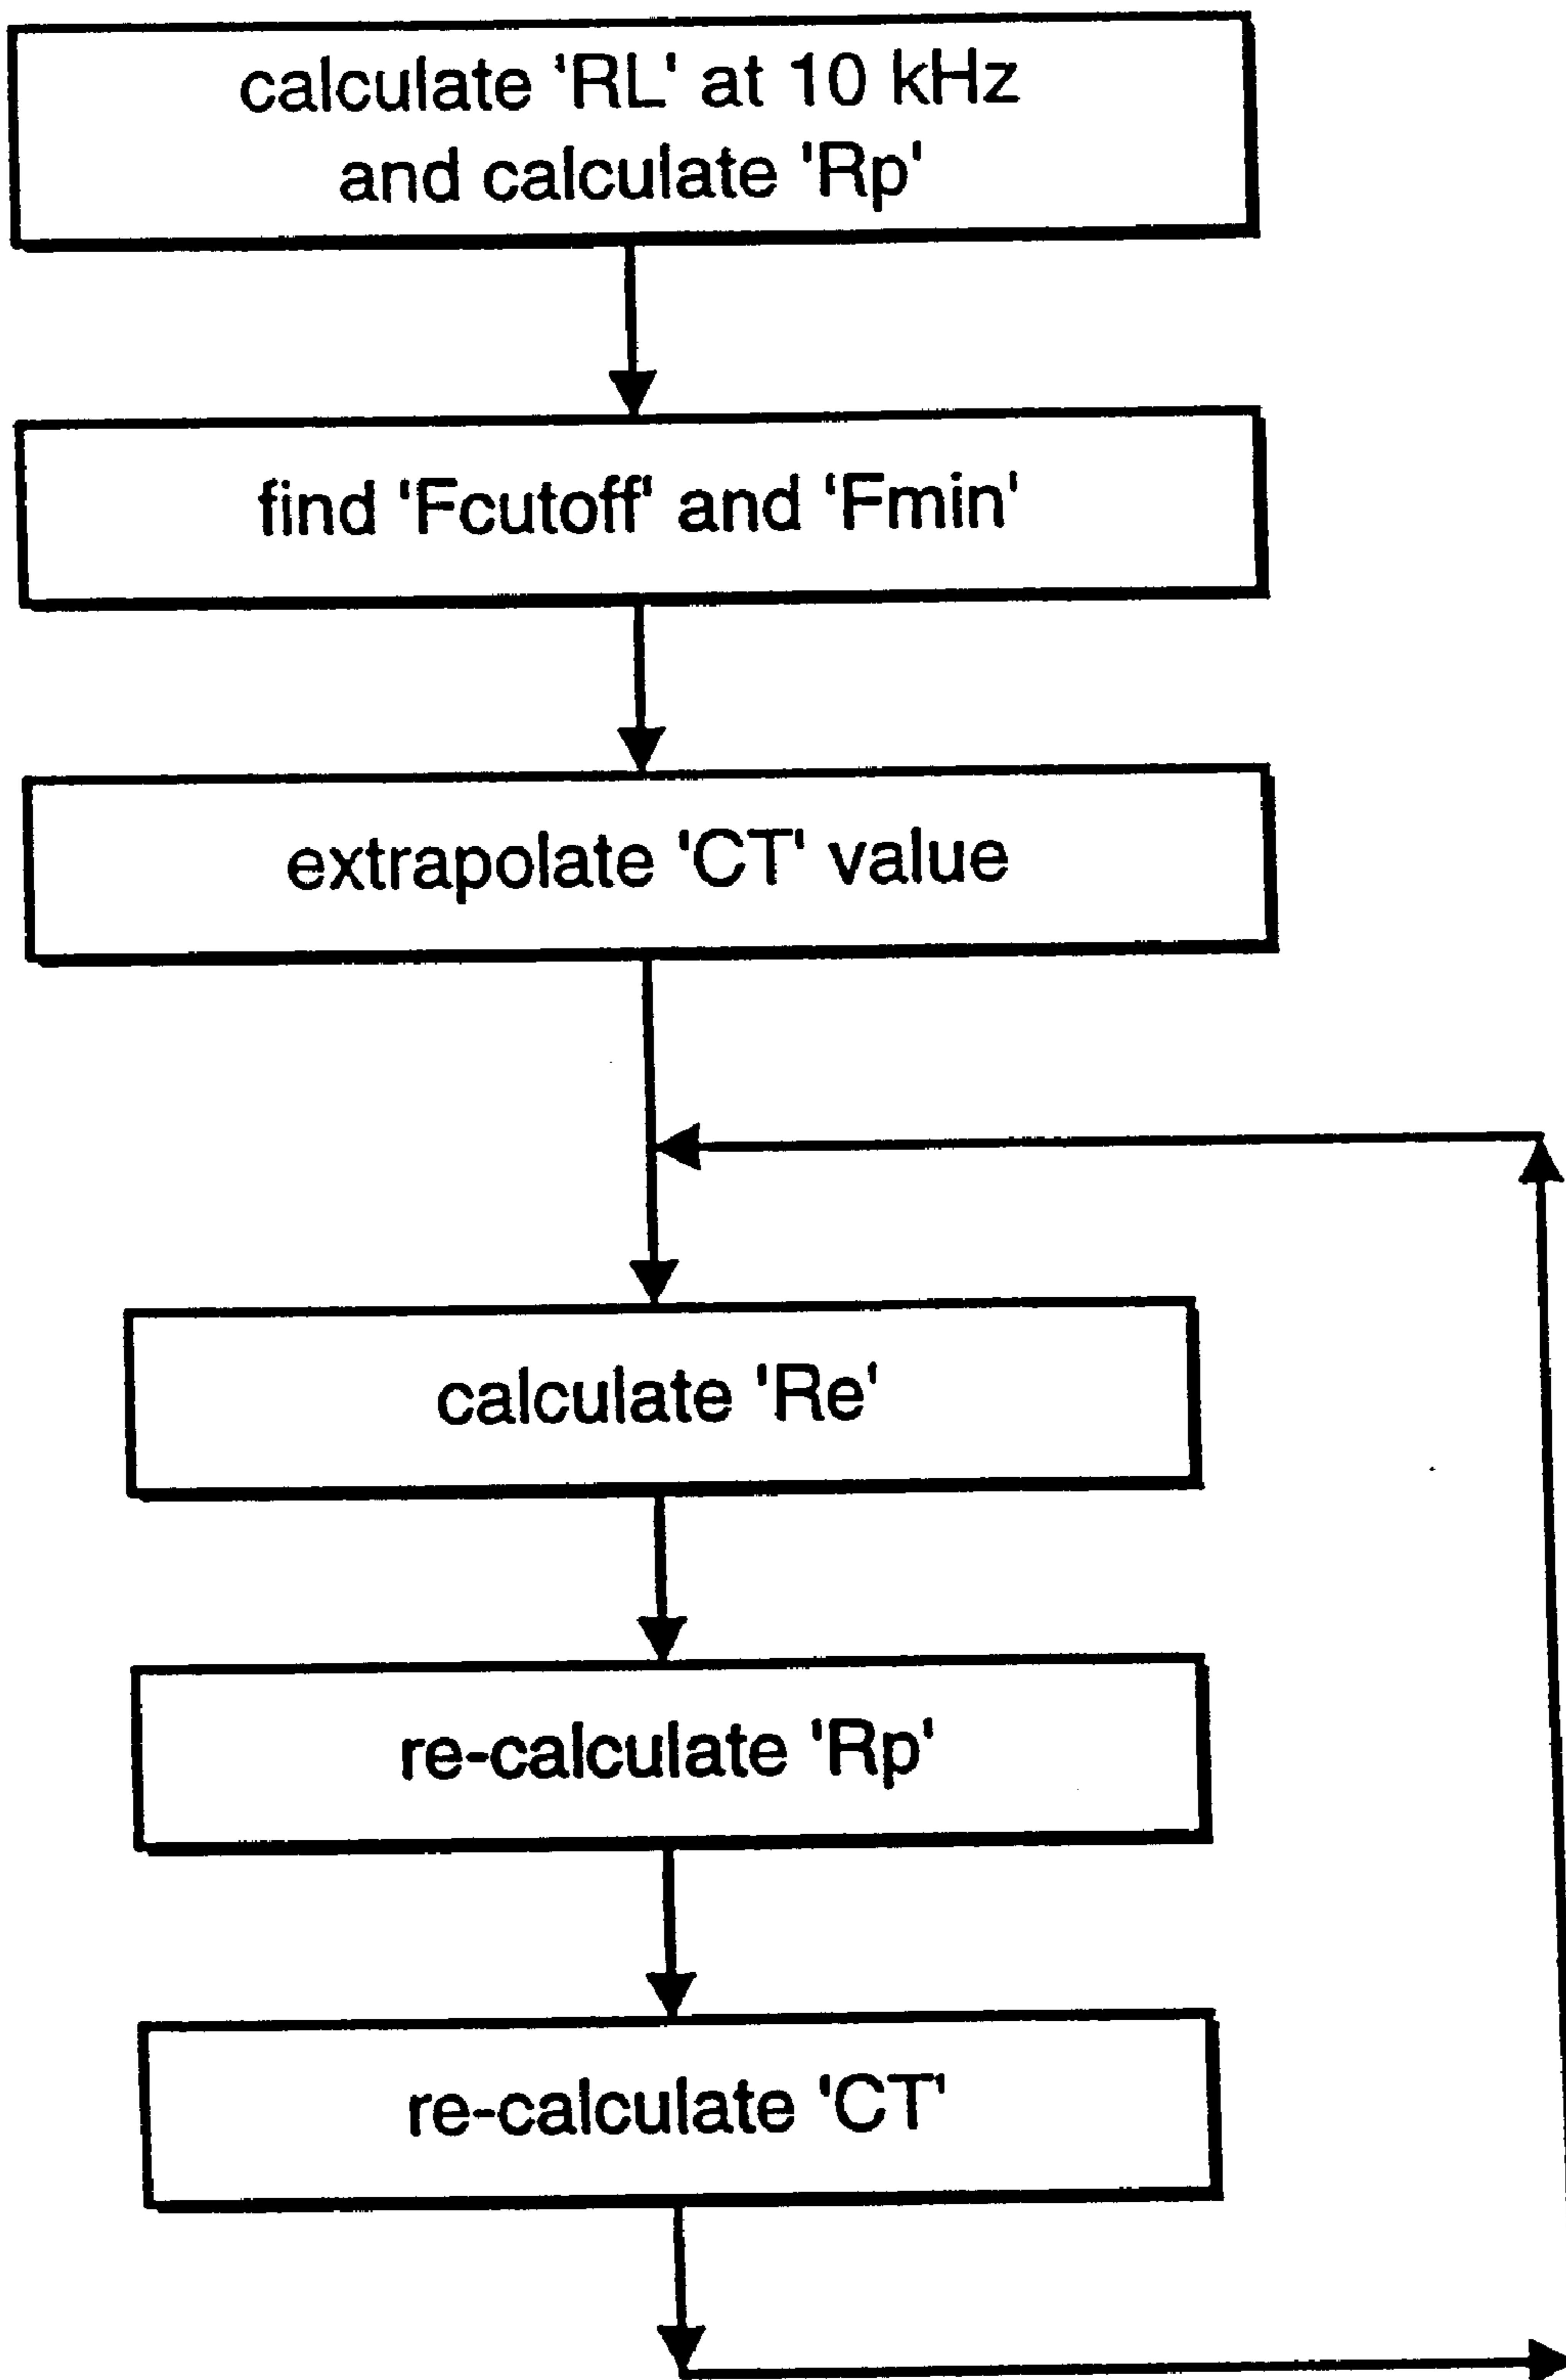 calculate 'RL' at 10 kHz
and calculate 'Rp'
find 'Fcutoff' and 'Fmin'
extrapolate 'CT' value
calculate 'Re'
re-calculate 'Rp'
re-calculate 'CT'